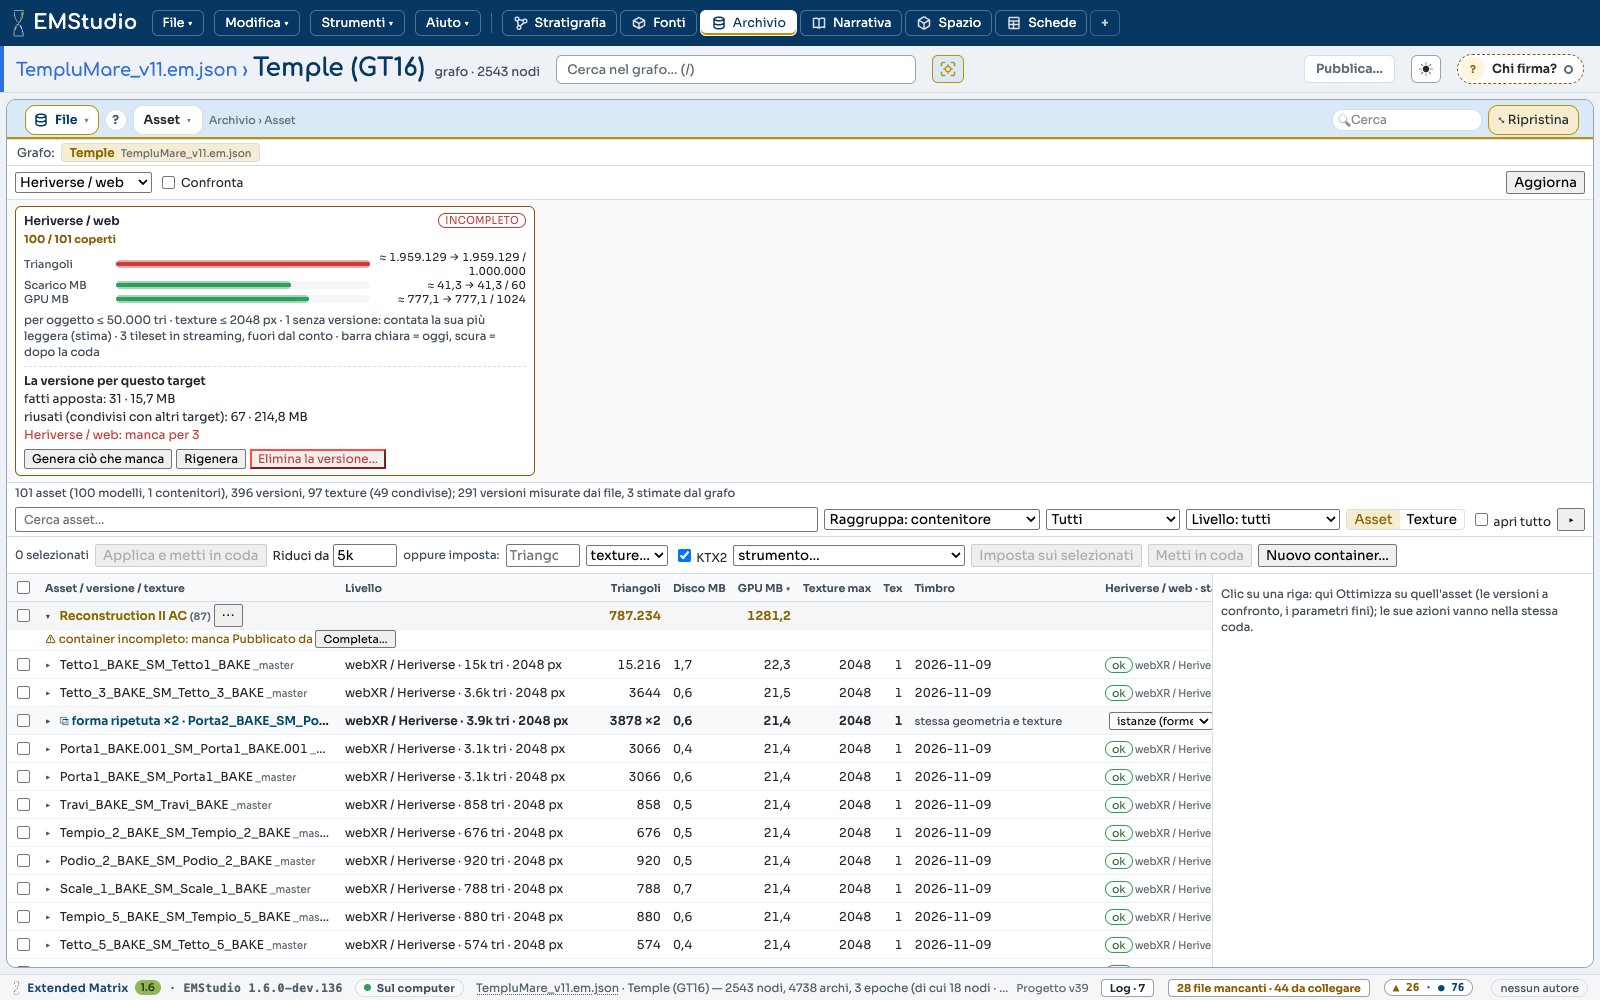 EMStudio File ▾ Modifica ▾ Strumenti ▾ Aiuto ▾ Stratigrafia Fonti Archivio Narrativa Spazio Schede +
TempluMare_v11.em.json › Temple (GT16) grafo · 2543 nodi Cerca nel grafo... (/) Pubblica... ? Chi firma?
File ▾ ? Asset ▾ Archivio › Asset Cerca Ripristina
Grafo: Temple TempluMare_v11.em.json
Heriverse / web Confronta Aggiorna
Heriverse / web INCOMPLETO
100 / 101 coperti
Triangoli ≈ 1.959.129 → 1.959.129 /
1.000.000
Scarico MB ≈ 41,3 → 41,3 / 60
GPU MB ≈ 777,1 → 777,1 / 1024
per oggetto ≤ 50.000 tri · texture ≤ 2048 px · 1 senza versione: contata la sua più
leggera (stima) · 3 tileset in streaming, fuori dal conto · barra chiara = oggi, scura =
dopo la coda
La versione per questo target
fatti apposta: 31 · 15,7 MB
riusati (condivisi con altri target): 67 · 214,8 MB
Heriverse / web: manca per 3
Genera ciò che manca Rigenera Elimina la versione...
101 asset (100 modelli, 1 contenitori), 396 versioni, 97 texture (49 condivise); 291 versioni misurate dai file, 3 stimate dal grafo
Cerca asset... Raggruppa: contenitore Tutti Livello: tutti Asset Texture apri tutto ▸
0 selezionati Applica e metti in coda Riduci da 5k oppure imposta: Triangc texture... KTX2 strumento... Imposta sui selezionati Metti in coda Nuovo container...
Asset / versione / texture Livello Triangoli Disco MB GPU MB ▾ Texture max Tex Timbro Heriverse / web · st
Clic su una riga: qui Ottimizza su quell'asset (le versioni a
confronto, i parametri fini); le sue azioni vanno nella stessa
coda.
▾ Reconstruction II AC (87) ... 787.234 1281,2
⚠ container incompleto: manca Pubblicato da Completa...
▸ Tetto1_BAKE_SM_Tetto1_BAKE _master webXR / Heriverse · 15k tri · 2048 px 15.216 1,7 22,3 2048 1 2026-11-09 ok webXR / Herive
▸ Tetto_3_BAKE_SM_Tetto_3_BAKE _master webXR / Heriverse · 3.6k tri · 2048 px 3644 0,6 21,5 2048 1 2026-11-09 ok webXR / Herive
▸ forma ripetuta ×2 · Porta2_BAKE_SM_Po... webXR / Heriverse · 3.9k tri · 2048 px 3878 ×2 0,6 21,4 2048 1 stessa geometria e texture istanze (forme
▸ Porta1_BAKE.001_SM_Porta1_BAKE.001 _... webXR / Heriverse · 3.1k tri · 2048 px 3066 0,4 21,4 2048 1 2026-11-09 ok webXR / Herive
▸ Porta1_BAKE_SM_Porta1_BAKE _master webXR / Heriverse · 3.1k tri · 2048 px 3066 0,6 21,4 2048 1 2026-11-09 ok webXR / Herive
▸ Travi_BAKE_SM_Travi_BAKE _master webXR / Heriverse · 858 tri · 2048 px 858 0,5 21,4 2048 1 2026-11-09 ok webXR / Herive
▸ Tempio_2_BAKE_SM_Tempio_2_BAKE _mas... webXR / Heriverse · 676 tri · 2048 px 676 0,5 21,4 2048 1 2026-11-09 ok webXR / Herive
▸ Podio_2_BAKE_SM_Podio_2_BAKE _master webXR / Heriverse · 920 tri · 2048 px 920 0,5 21,4 2048 1 2026-11-09 ok webXR / Herive
▸ Scale_1_BAKE_SM_Scale_1_BAKE _master webXR / Heriverse · 788 tri · 2048 px 788 0,7 21,4 2048 1 2026-11-09 ok webXR / Herive
▸ Tempio_5_BAKE_SM_Tempio_5_BAKE _mas... webXR / Heriverse · 880 tri · 2048 px 880 0,6 21,4 2048 1 2026-11-09 ok webXR / Herive
▸ Tetto_5_BAKE_SM_Tetto_5_BAKE _master webXR / Heriverse · 574 tri · 2048 px 574 0,4 21,4 2048 1 2026-11-09 ok webXR / Herive
Extended Matrix 1.6 · EMStudio 1.6.0-dev.136 ● Sul computer TempluMare_v11.em.json · Temple (GT16) — 2543 nodi, 4738 archi, 3 epoche (di cui 18 nodi · ... Progetto v39 Log · 7 28 file mancanti · 44 da collegare ▲ 26 · ● 76 nessun autore